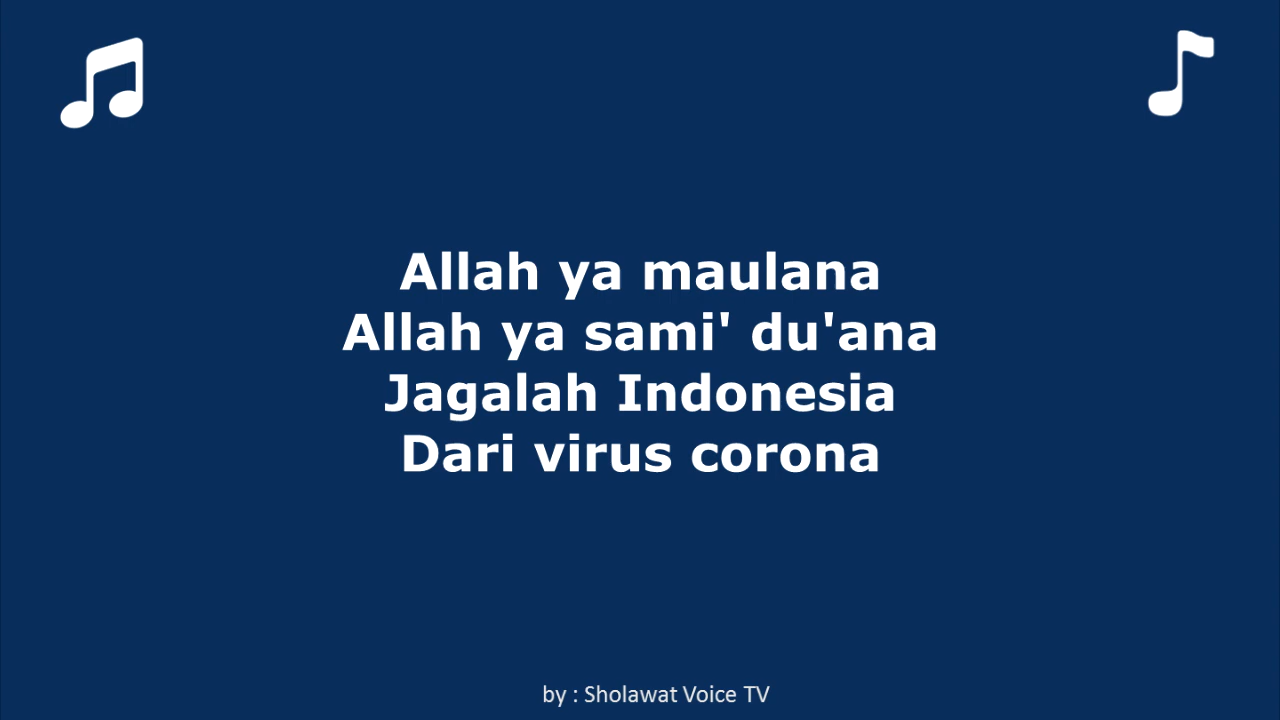 Allah ya maulana
Allah ya sami' du'ana
Jagalah Indonesia
Dari virus corona
by : Sholawat Voice TV